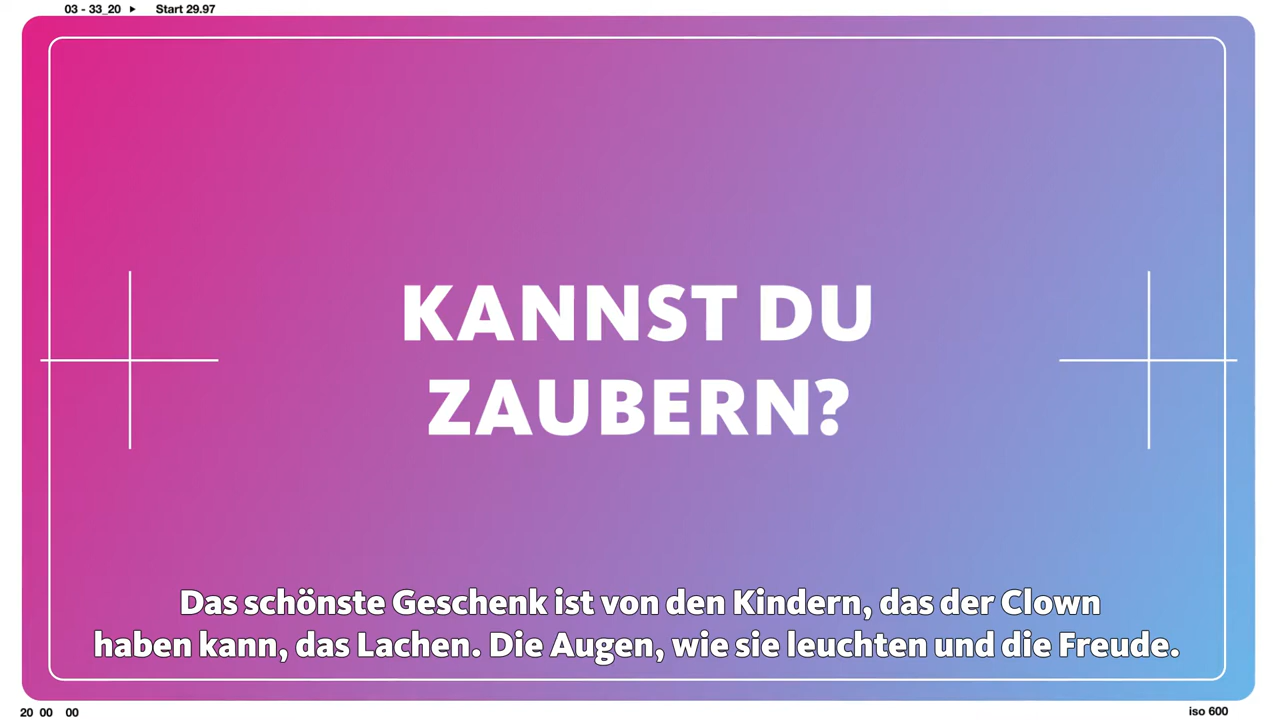 03 - 33_20 ▶ Start 29.97
KANNST DU
ZAUBERN?
Das schönste Geschenk ist von den Kindern, das der Clown
haben kann, das Lachen. Die Augen, wie sie leuchten und die Freude.
20 00 00
iso 600